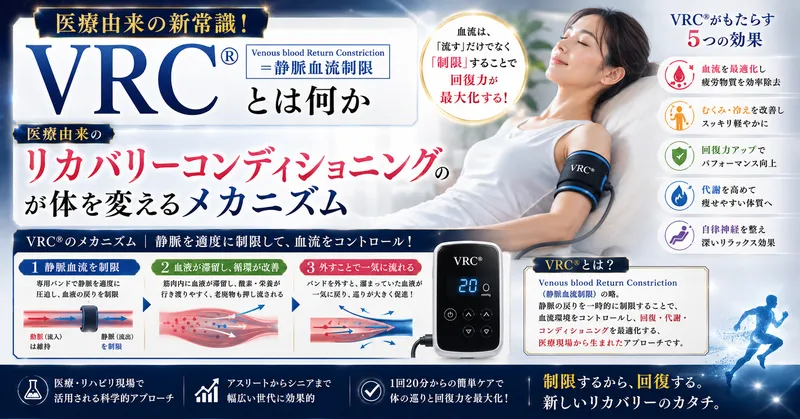 医療由来の新常識!
VRC®
Venous blood Return Constriction
=静脈血流制限
とは何か
医療由来の
リカバリーコンディショニングの
が体を変えるメカニズム
血流は、
「流す」だけでなく
「制限」することで
回復力が
最大化する!
VRC®
VRC®がもたらす
5つの効果
血流を最適化し
疲労物質を効率除去
むくみ・冷えを改善し
スッキリ軽やかに
回復力アップで
パフォーマンス向上
代謝を高めて
痩せやすい体質へ
自律神経を整え
深いリラックス効果
VRC®のメカニズム | 静脈を適度に制限して、血流をコントロール!
1 静脈血流を制限
専用バンドで静脈を適度に
圧迫し、血液の戻りを制限
動脈(流入)
は維持
静脈(流出)
を制限
2 血液が滞留し、循環が改善
筋肉内に血液が滞留し、酸素・栄養が
行き渡りやすく、老廃物も押し流される
3 外すことで一気に流れる
バンドを外すと、溜まっていた血液が
一気に戻り、巡りが大きく促進!
VRC®
20
VRC®とは?
Venous blood Return Constriction
(静脈血流制限)の略。
静脈の戻りを一時的に制限することで、
血流環境をコントロールし、回復・代謝・
コンディショニングを最適化する、
医療現場から生まれたアプローチです。
医療・リハビリ現場で
活用される科学的アプローチ
アスリートからシニアまで
幅広い世代に効果的
1回20分からの簡単ケアで
体の巡りと回復力を最大化!
制限するから、回復する。
新しいリカバリーのカタチ。